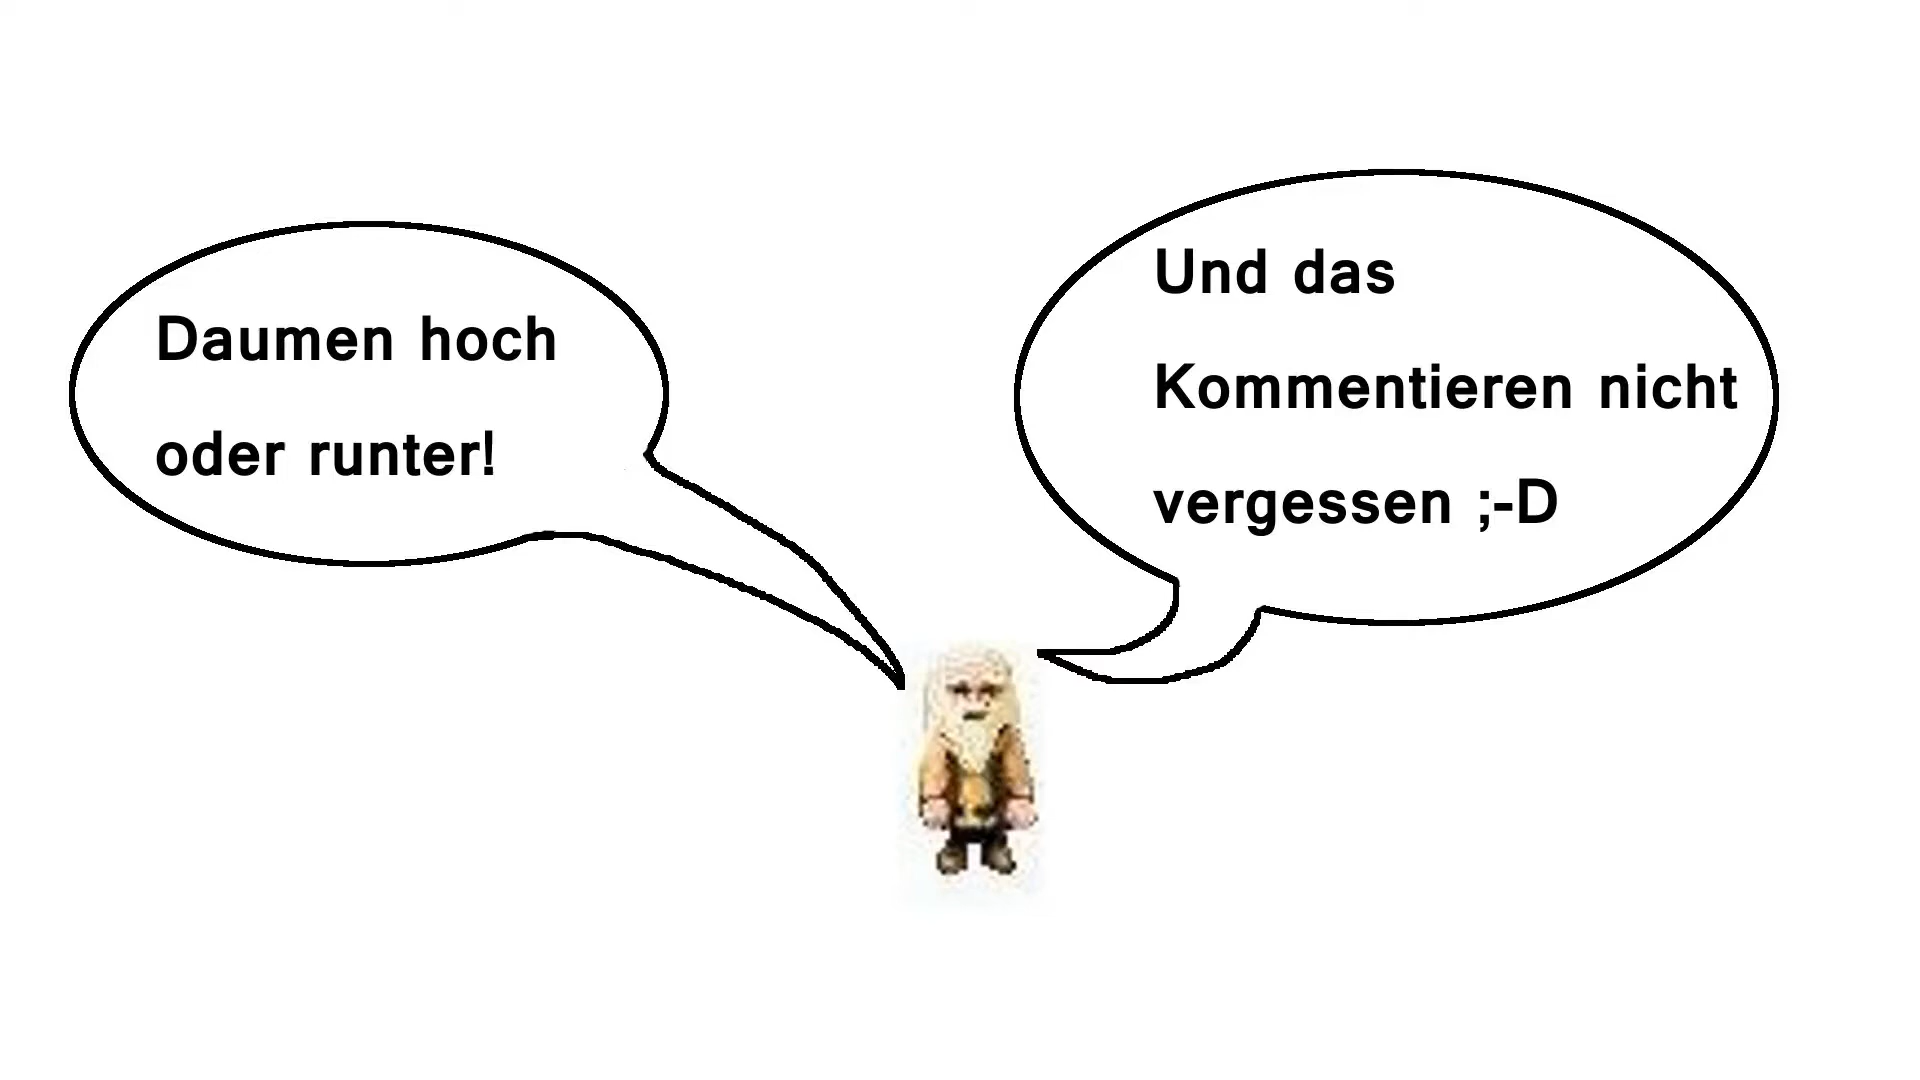 Daumen hoch
oder runter!
Und das
Kommentieren nicht
vergessen ;-D